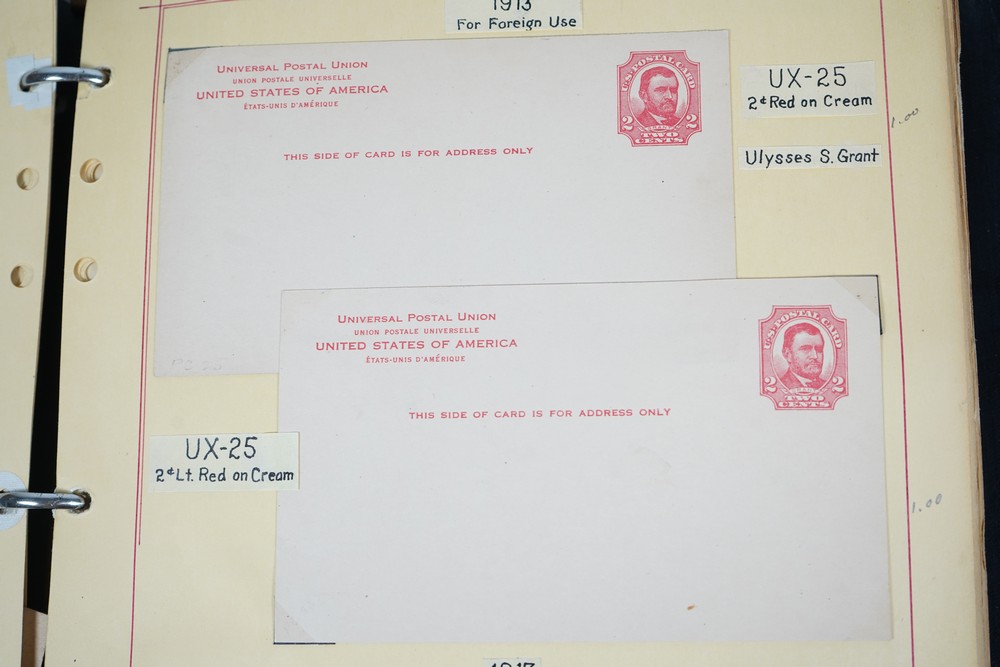 1913
For Foreign Use
UNIVERSAL POSTAL UNION
UNION POSTALE UNIVERSELLE
UNITED STATES OF AMERICA
ÉTATS-UNIS D'AMÉRIQUE
THIS SIDE OF CARD IS FOR ADDRESS ONLY
U.S. POSTAL CARD
2 2
GRANT
TWO
CENTS
UX-25
2¢ Red on Cream
1.00
Ulysses S. Grant
UNIVERSAL POSTAL UNION
UNION POSTALE UNIVERSELLE
UNITED STATES OF AMERICA
ÉTATS-UNIS D'AMÉRIQUE
THIS SIDE OF CARD IS FOR ADDRESS ONLY
U.S. POSTAL CARD
2 2
GRANT
TWO
CENTS
UX-25
2¢ Lt. Red on Cream
1.00
1917